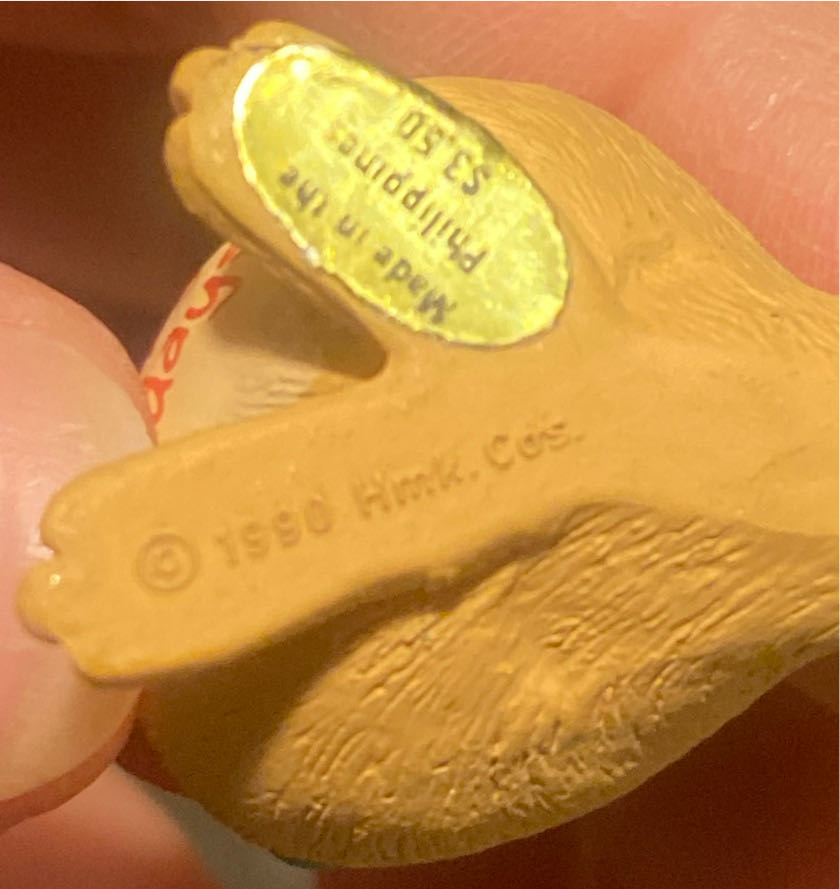 Made in the
Philippines
$3.50
© 1990 Hmk. Cds.